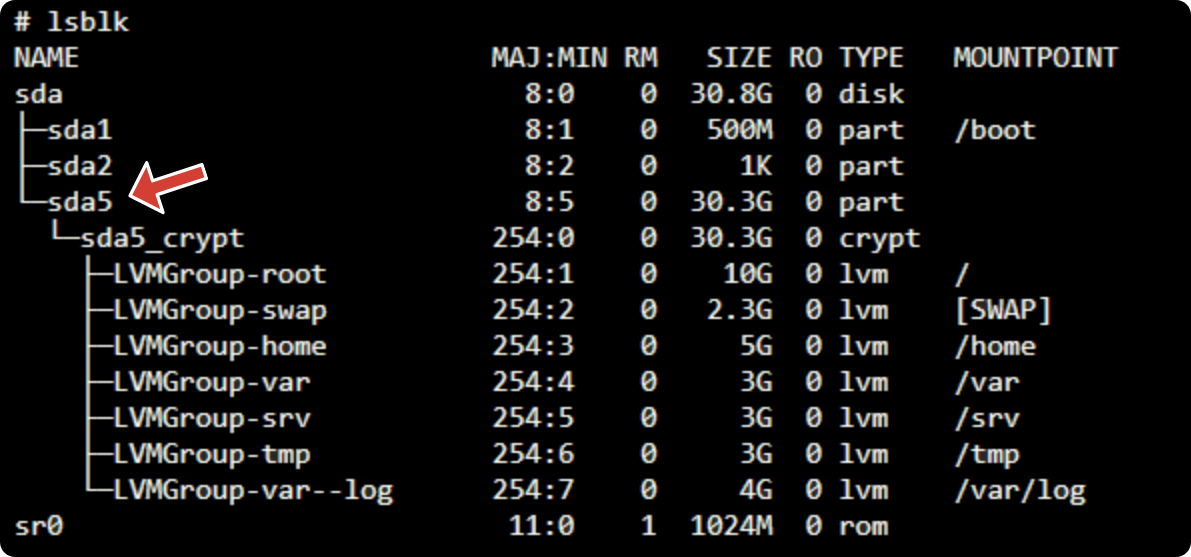 # lsblk
NAME                         MAJ:MIN RM   SIZE RO TYPE   MOUNTPOINT
sda                            8:0    0  30.8G  0 disk
├─sda1                         8:1    0   500M  0 part   /boot
├─sda2                         8:2    0     1K  0 part
└─sda5                         8:5    0  30.3G  0 part
  └─sda5_crypt               254:0    0  30.3G  0 crypt
    ├─LVMGroup-root          254:1    0    10G  0 lvm    /
    ├─LVMGroup-swap          254:2    0   2.3G  0 lvm    [SWAP]
    ├─LVMGroup-home          254:3    0     5G  0 lvm    /home
    ├─LVMGroup-var           254:4    0     3G  0 lvm    /var
    ├─LVMGroup-srv           254:5    0     3G  0 lvm    /srv
    ├─LVMGroup-tmp           254:6    0     3G  0 lvm    /tmp
    └─LVMGroup-var--log      254:7    0     4G  0 lvm    /var/log
sr0                           11:0    1  1024M  0 rom